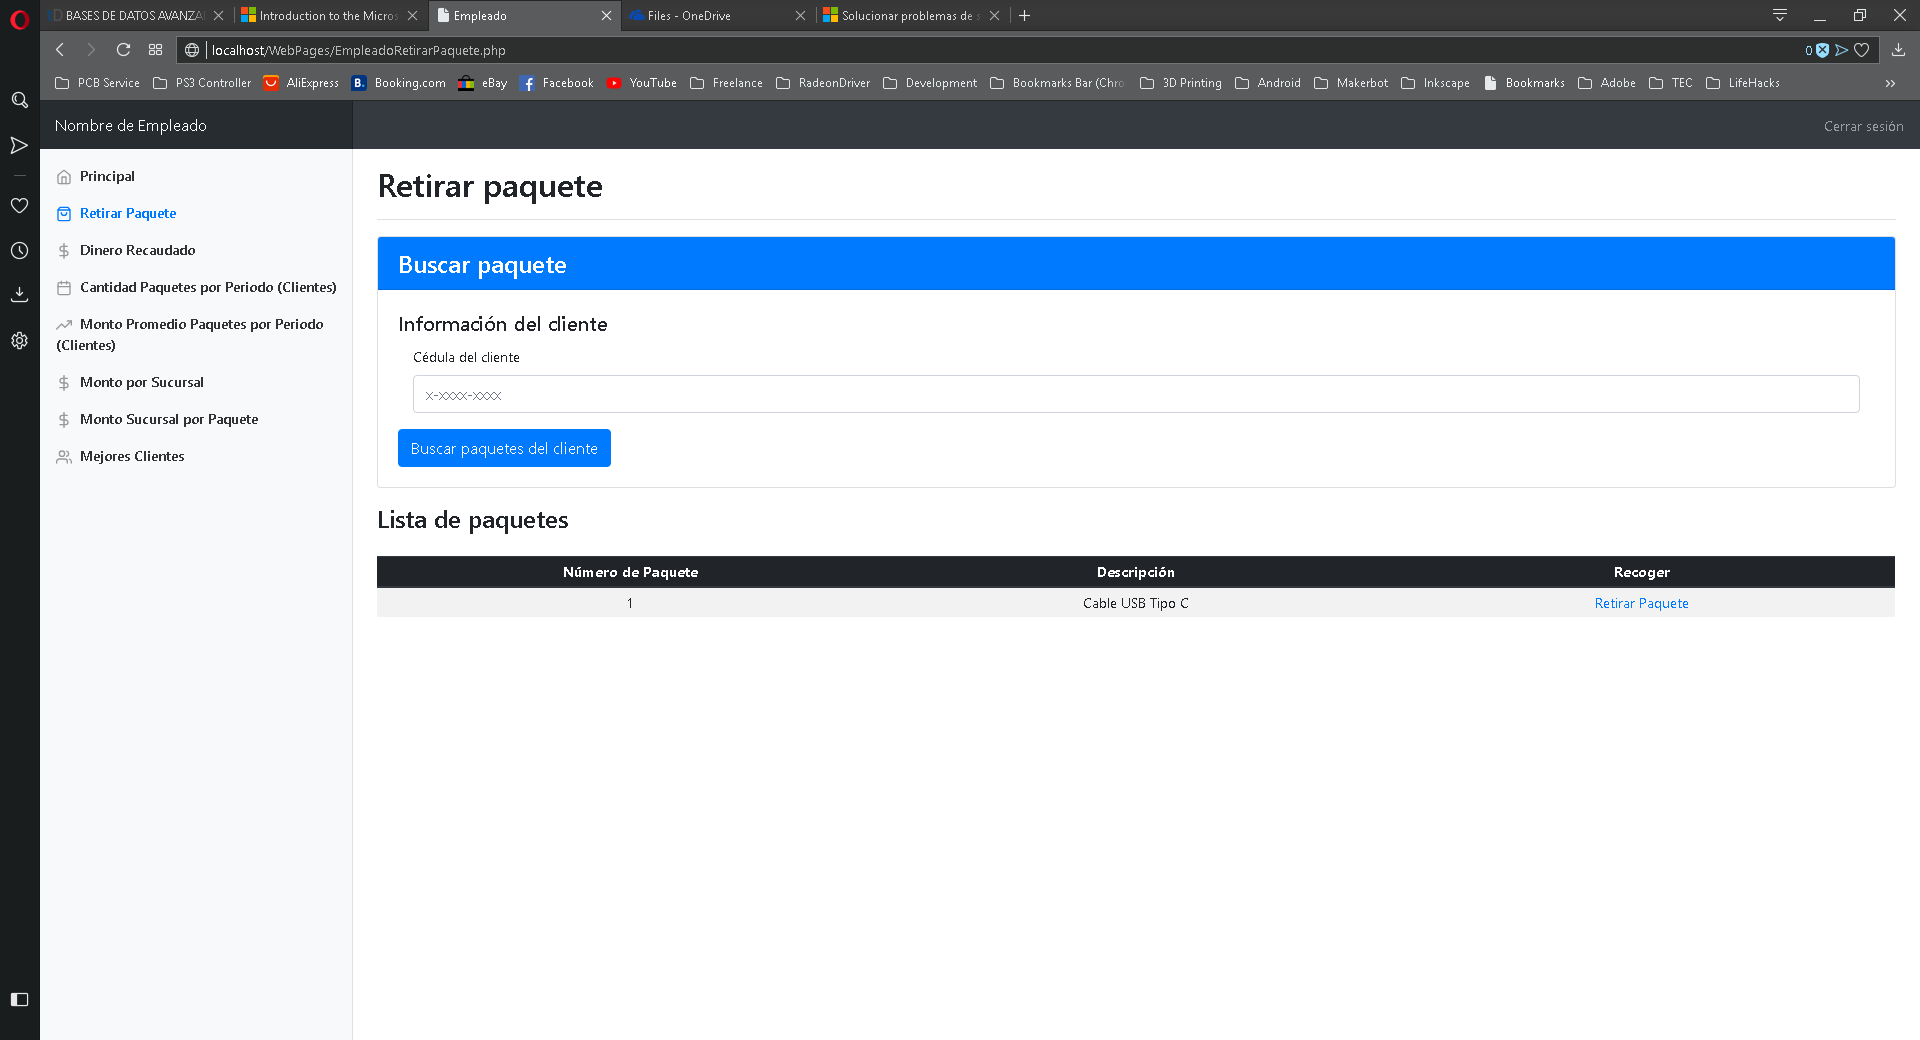 BASES DE DATOS AVANZA
Introduction to the Micros
Empleado
Files - OneDrive
Solucionar problemas de s
localhost/WebPages/EmpleadoRetirarPaquete.php
0
PCB Service
PS3 Controller
AliExpress
B. Booking.com
eBay
Facebook
YouTube
Freelance
RadeonDriver
Development
Bookmarks Bar (Chro
3D Printing
Android
Makerbot
Inkscape
Bookmarks
Adobe
TEC
LifeHacks
Nombre de Empleado
Cerrar sesión
Principal
Retirar Paquete
Dinero Recaudado
Cantidad Paquetes por Periodo (Clientes)
Monto Promedio Paquetes por Periodo
(Clientes)
Monto por Sucursal
Monto Sucursal por Paquete
Mejores Clientes
Retirar paquete
Buscar paquete
Información del cliente
Cédula del cliente
x-xxxx-xxxx
Buscar paquetes del cliente
Lista de paquetes
Número de Paquete Descripción Recoger
1 Cable USB Tipo C Retirar Paquete